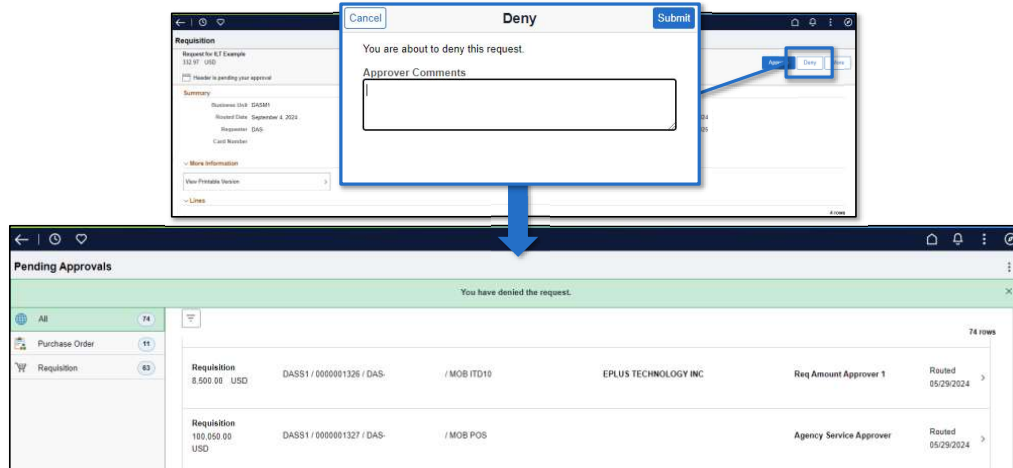 Requisition
Request for ILT Example
332.97 USD
Header is pending your approval
Summary
Business Unit DASM1
Routed Date September 4, 2024
Requester DAS-
Card Number
More Information
View Printable Version
Lines
4 rows
Cancel
Deny
Submit
You are about to deny this request.
Approver Comments
Deny
Pending Approvals
You have denied the request.
All 74
Purchase Order 11
Requisition 63
74 rows
Requisition
8,500.00 USD
DASS1 / 0000001326 / DAS-
/ MOB ITD10
EPLUS TECHNOLOGY INC
Req Amount Approver 1
Routed
05/29/2024
Requisition
100,050.00
USD
DASS1 / 0000001327 / DAS-
/ MOB POS
Agency Service Approver
Routed
05/29/2024